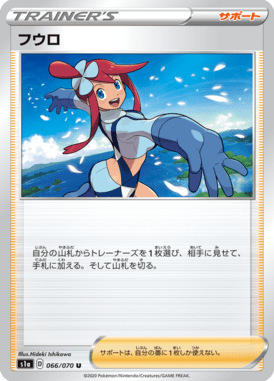 TRAINER'S
サポート
フウロ
自分の山札からトレーナーズを1枚選び、相手に見せて、
手札に加える。そして山札を切る。
Illus.Hideki Ishikawa
s1a D 066/070 U
サポートは、自分の番に1枚しか使えない。
©2020 Pokémon/Nintendo/Creatures/GAME FREAK.